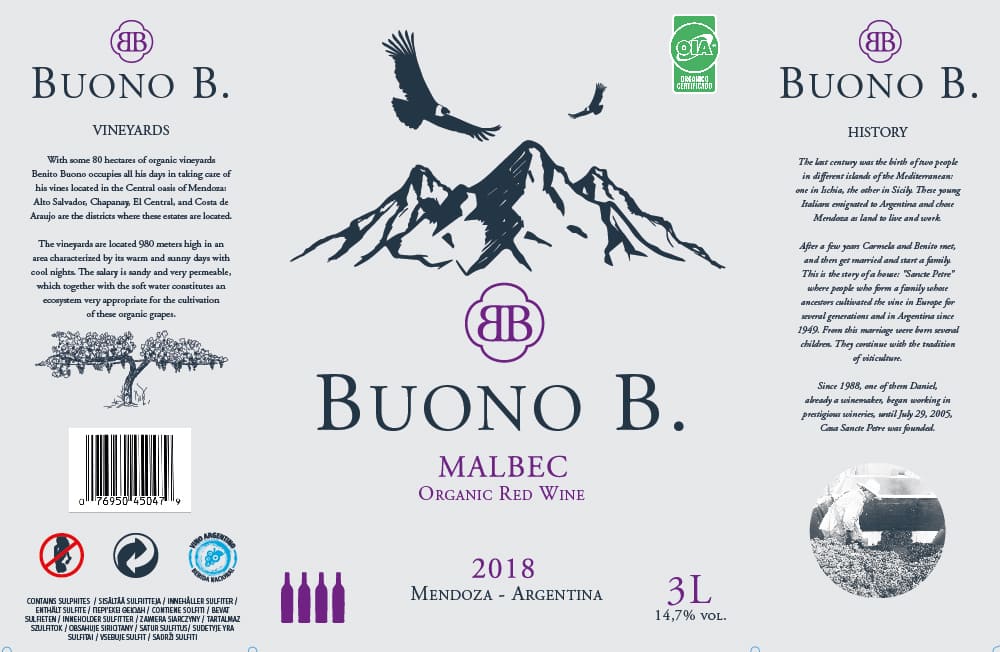 BB
BUONO B.
VINEYARDS
With some 80 hectares of organic vineyards
Benito Buono occupies all his days in taking care of
his vines located in the Central oasis of Mendoza:
Alto Salvador, Chapanay, El Central, and Costa de
Araujo are the districts where these estates are located.
The vineyards are located 980 meters high in an
area characterized by its warm and sunny days with
cool nights. The salary is sandy and very permeable,
which together with the soft water constitutes an
ecosystem very appropriate for the cultivation
of these organic grapes.
0 76950 45047 9
VINO ARGENTINO
BEBIDA NACIONAL
CONTAINS SULPHITES / SISÄLTÄÄ SULFIITTEJA / INNEHÅLLER SULFITER /
ENTHÄLT SULFITE / ΠΕΡΥΈΧΕΙ ΘΕΙΏΔΗ / CONTIENE SOLFITI / BEVAT
SULFIETEN / INNEHOLDER SULFITTER / ZAWIERA SIARCZYNY / TARTALMAZ
SZULFITOK / OBSAHUJE SIRICITANY / SATUR SULFITUS/ SUDETYJE YRA
SULFITAI / VSEBUJE SULFIT / SADRŽI SULFITI
OIA
ORGANICO
CERTIFICADO
BB
BUONO B.
MALBEC
ORGANIC RED WINE
2018
MENDOZA - ARGENTINA
3L
14,7% VOL.
BB
BUONO B.
HISTORY
The last century was the birth of two people
in different islands of the Mediterranean:
one in Ischia, the other in Sicily. These young
Italians emigrated to Argentina and chose
Mendoza as land to live and work.
After a few years Carmela and Benito met,
and then get married and start a family.
This is the story of a house: "Sancte Petre"
where people who form a family whose
ancestors cultivated the vine in Europe for
several generations and in Argentina since
1949. From this marriage were born several
children. They continue with the tradition
of viticulture.
Since 1988, one of them Daniel,
already a winemaker, began working in
prestigious wineries, until July 29, 2005,
Casa Sancte Petre was founded.